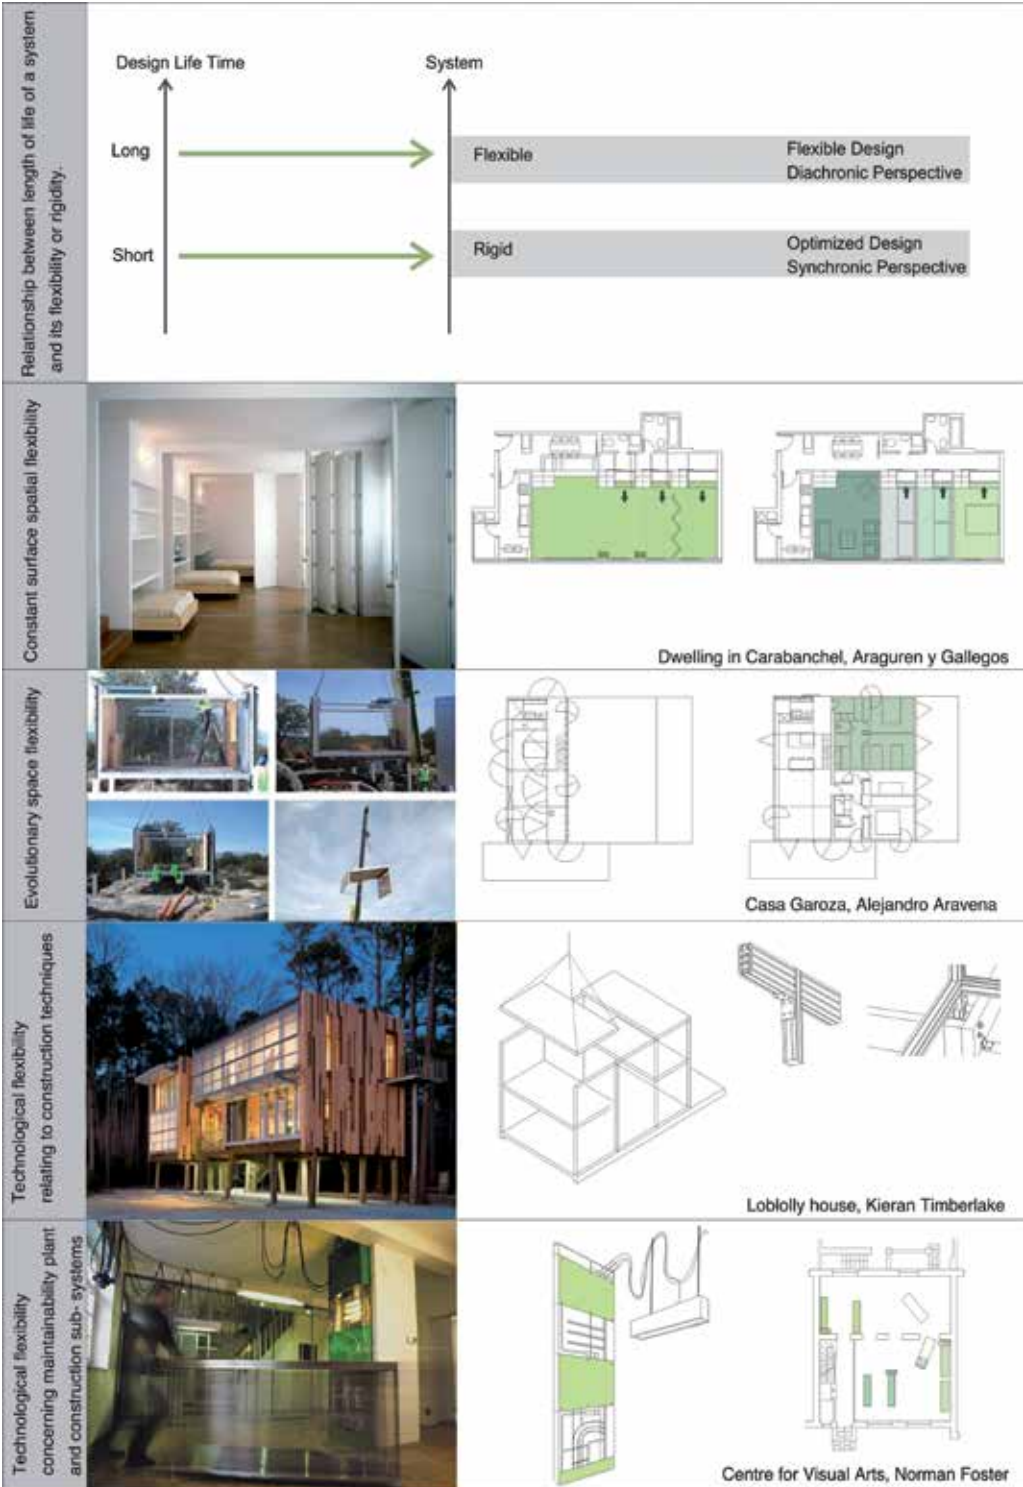 Relationship between length of life of a system
and its flexibility or rigidity.
Design Life Time
System
Long
Flexible
Flexible Design
Diachronic Perspective
Short
Rigid
Optimized Design
Synchronic Perspective
Constant surface spatial flexibility
Dwelling in Carabanchel, Araguren y Gallegos
Evolutionary space flexibility
Casa Garoza, Alejandro Aravena
Technological flexibility
relating to construction techniques
Loblolly house, Kieran Timberlake
Technological flexibility
concerning maintainability plant
and construction sub- systems
Centre for Visual Arts, Norman Foster